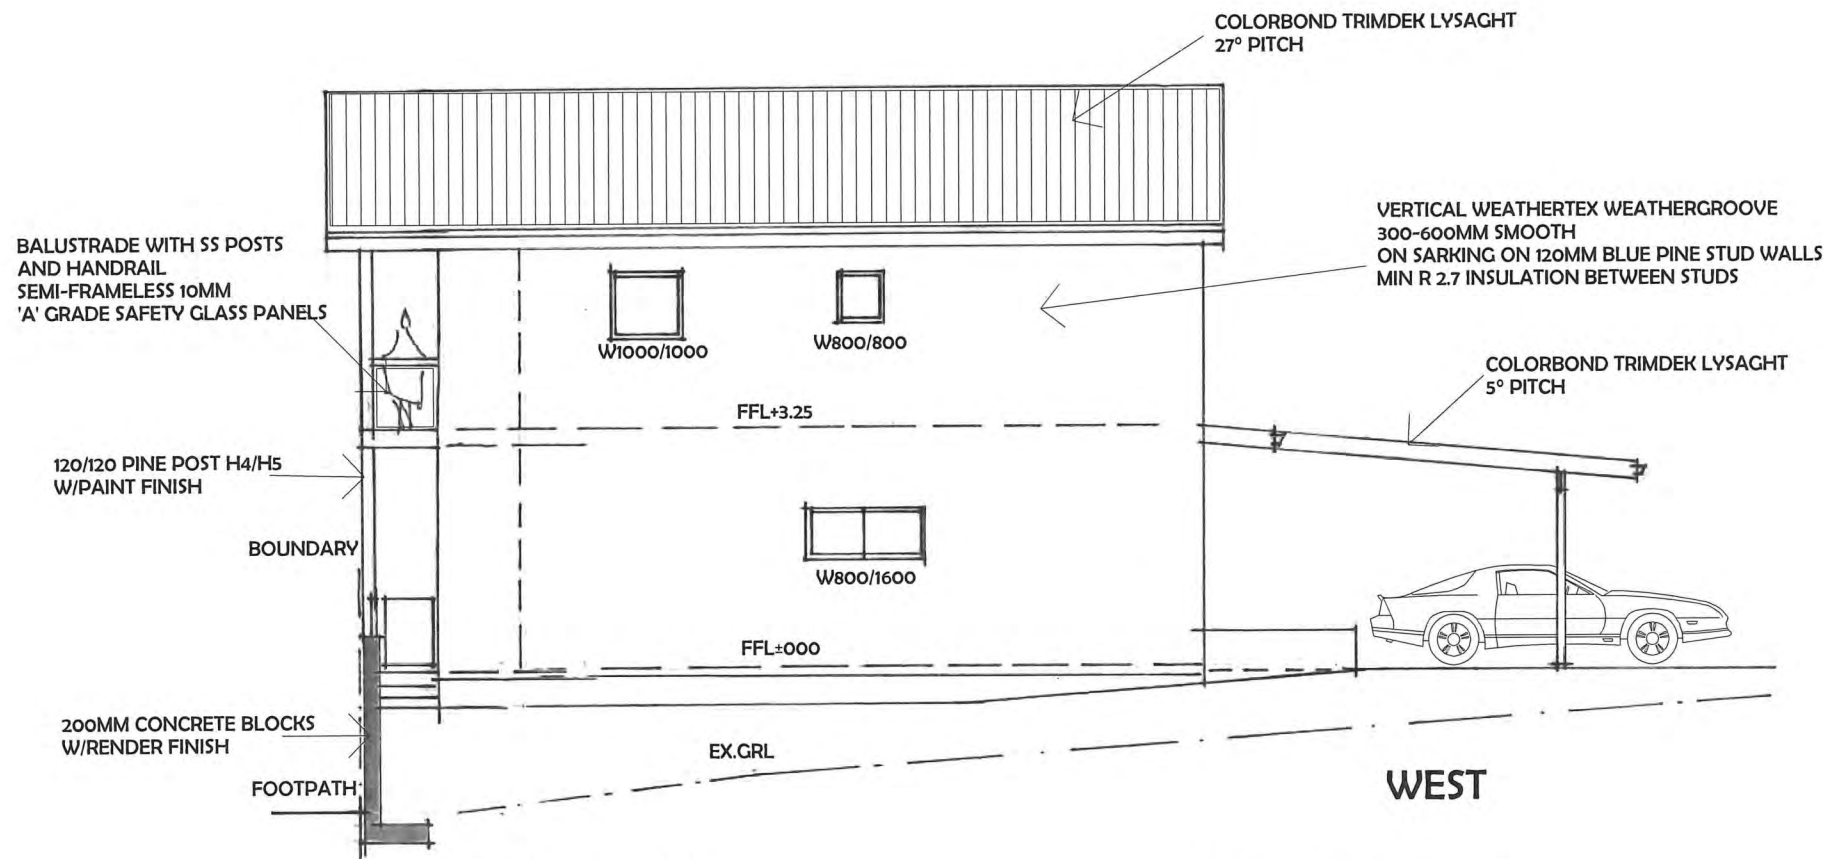 COLORBOND TRIMDEK LYSAGHT
27° PITCH
VERTICAL WEATHERTEX WEATHERGROOVE
300-600MM SMOOTH
ON SARKING ON 120MM BLUE PINE STUD WALLS
MIN R 2.7 INSULATION BETWEEN STUDS
BALUSTRADE WITH SS POSTS
AND HANDRAIL
SEMI-FRAMELESS 10MM
'A' GRADE SAFETY GLASS PANELS
W1000/1000
W800/800
COLORBOND TRIMDEK LYSAGHT
5° PITCH
FFL+3.25
120/120 PINE POST H4/H5
W/PAINT FINISH
BOUNDARY
W800/1600
FFL±000
200MM CONCRETE BLOCKS
W/RENDER FINISH
EX.GRL
FOOTPATH
WEST